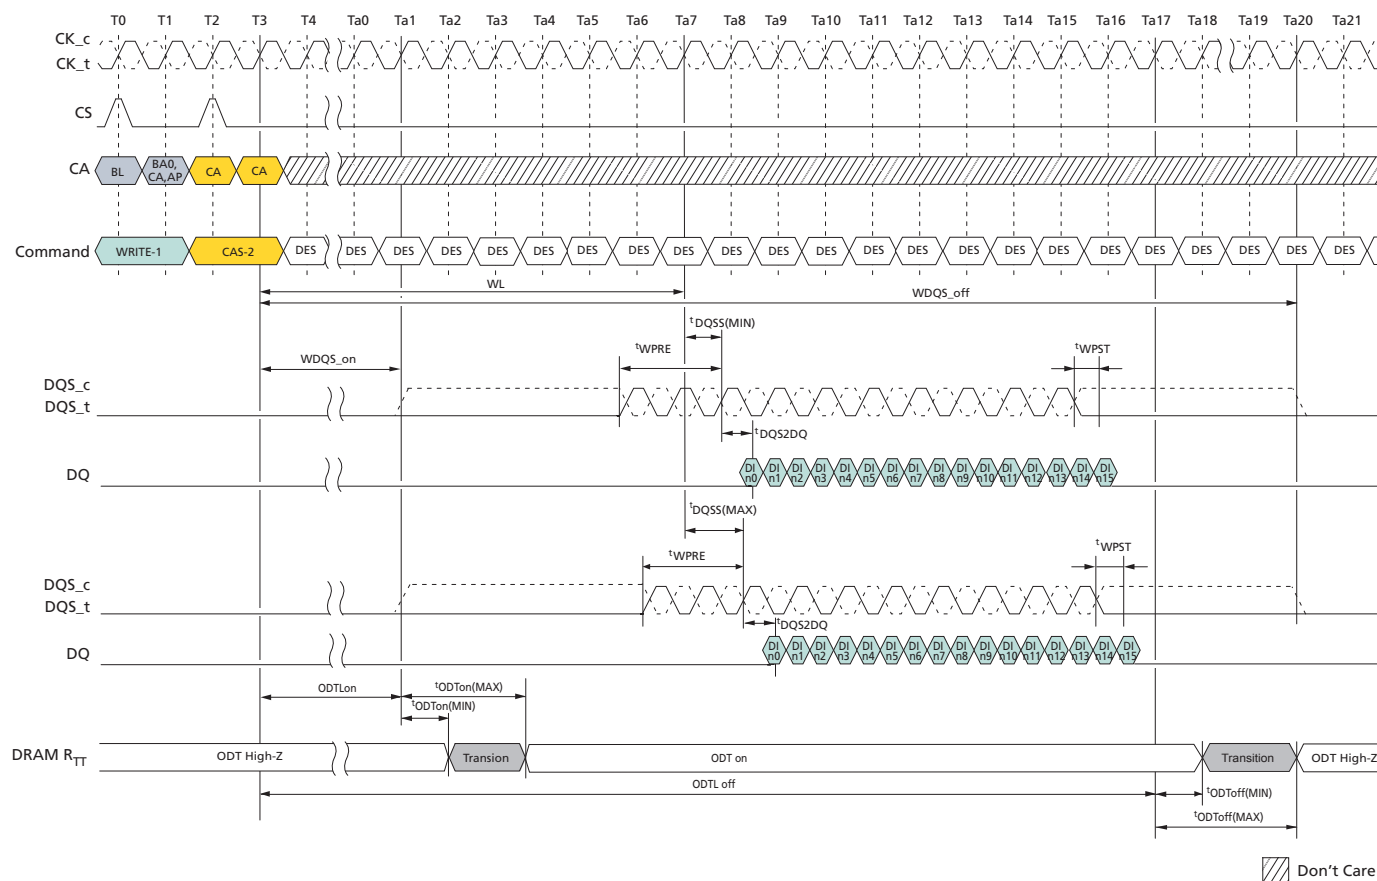 T0 T1 T2 T3 T4 Ta0 Ta1 Ta2 Ta3 Ta4 Ta5 Ta6 Ta7 Ta8 Ta9 Ta10 Ta11 Ta12 Ta13 Ta14 Ta15 Ta16 Ta17 Ta18 Ta19 Ta20 Ta21
CK_c
CK_t
CS
CA BL BA0, CA,AP CA CA
Command WRITE-1 CAS-2 DES DES DES DES DES DES DES DES DES DES DES DES DES DES DES DES DES DES DES DES DES DES DES
WL
WDQS_off
tDQSS(MIN)
WDQS_on tWPRE tWPST
DQS_c
DQS_t
tDQS2DQ
DQ DI n0 DI n1 DI n2 DI n3 DI n4 DI n5 DI n6 DI n7 DI n8 DI n9 DI n10 DI n11 DI n12 DI n13 DI n14 DI n15
tDQSS(MAX)
tWPRE tWPST
DQS_c
DQS_t
tDQS2DQ
DQ DI n0 DI n1 DI n2 DI n3 DI n4 DI n5 DI n6 DI n7 DI n8 DI n9 DI n10 DI n11 DI n12 DI n13 DI n14 DI n15
ODTLon tODTon(MAX)
tODTon(MIN)
DRAM RTT ODT High-Z Transion ODT on Transition ODT High-Z
ODTL off tODToff(MIN)
tODToff(MAX)
Don't Care